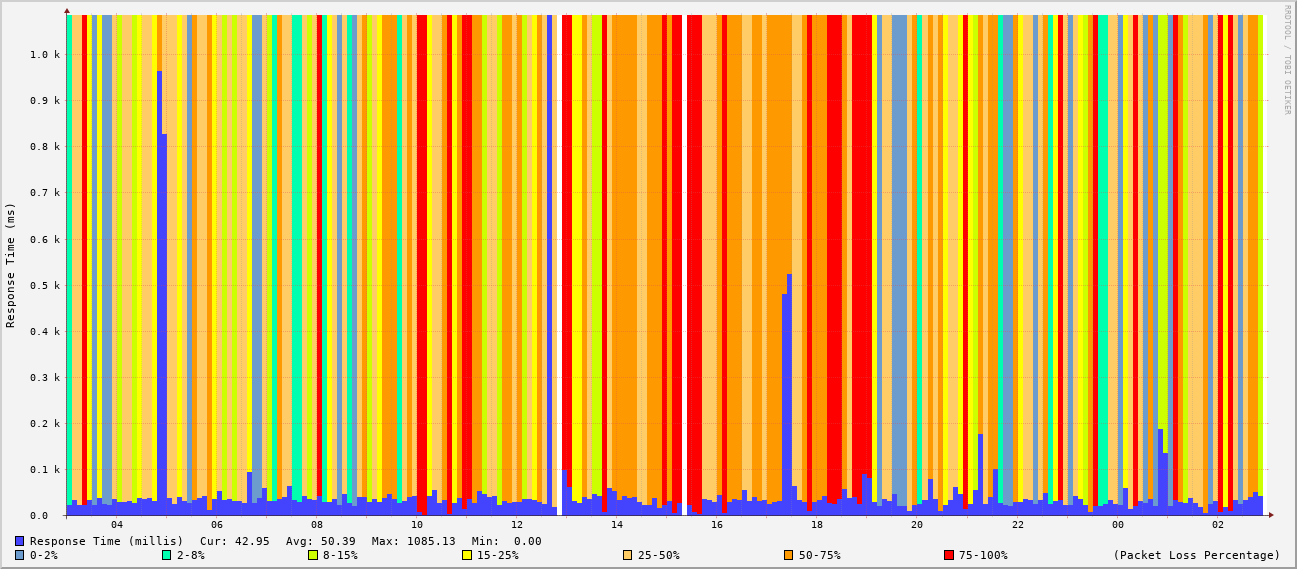 RRDTOOL / TOBI OETIKER
Response Time (ms)
1.0 k
0.9 k
0.8 k
0.7 k
0.6 k
0.5 k
0.4 k
0.3 k
0.2 k
0.1 k
0.0
04 06 08 10 12 14 16 18 20 22 00 02
Response Time (millis) Cur: 42.95 Avg: 50.39 Max: 1085.13 Min: 0.00
0-2% 2-8% 8-15% 15-25% 25-50% 50-75% 75-100% (Packet Loss Percentage)